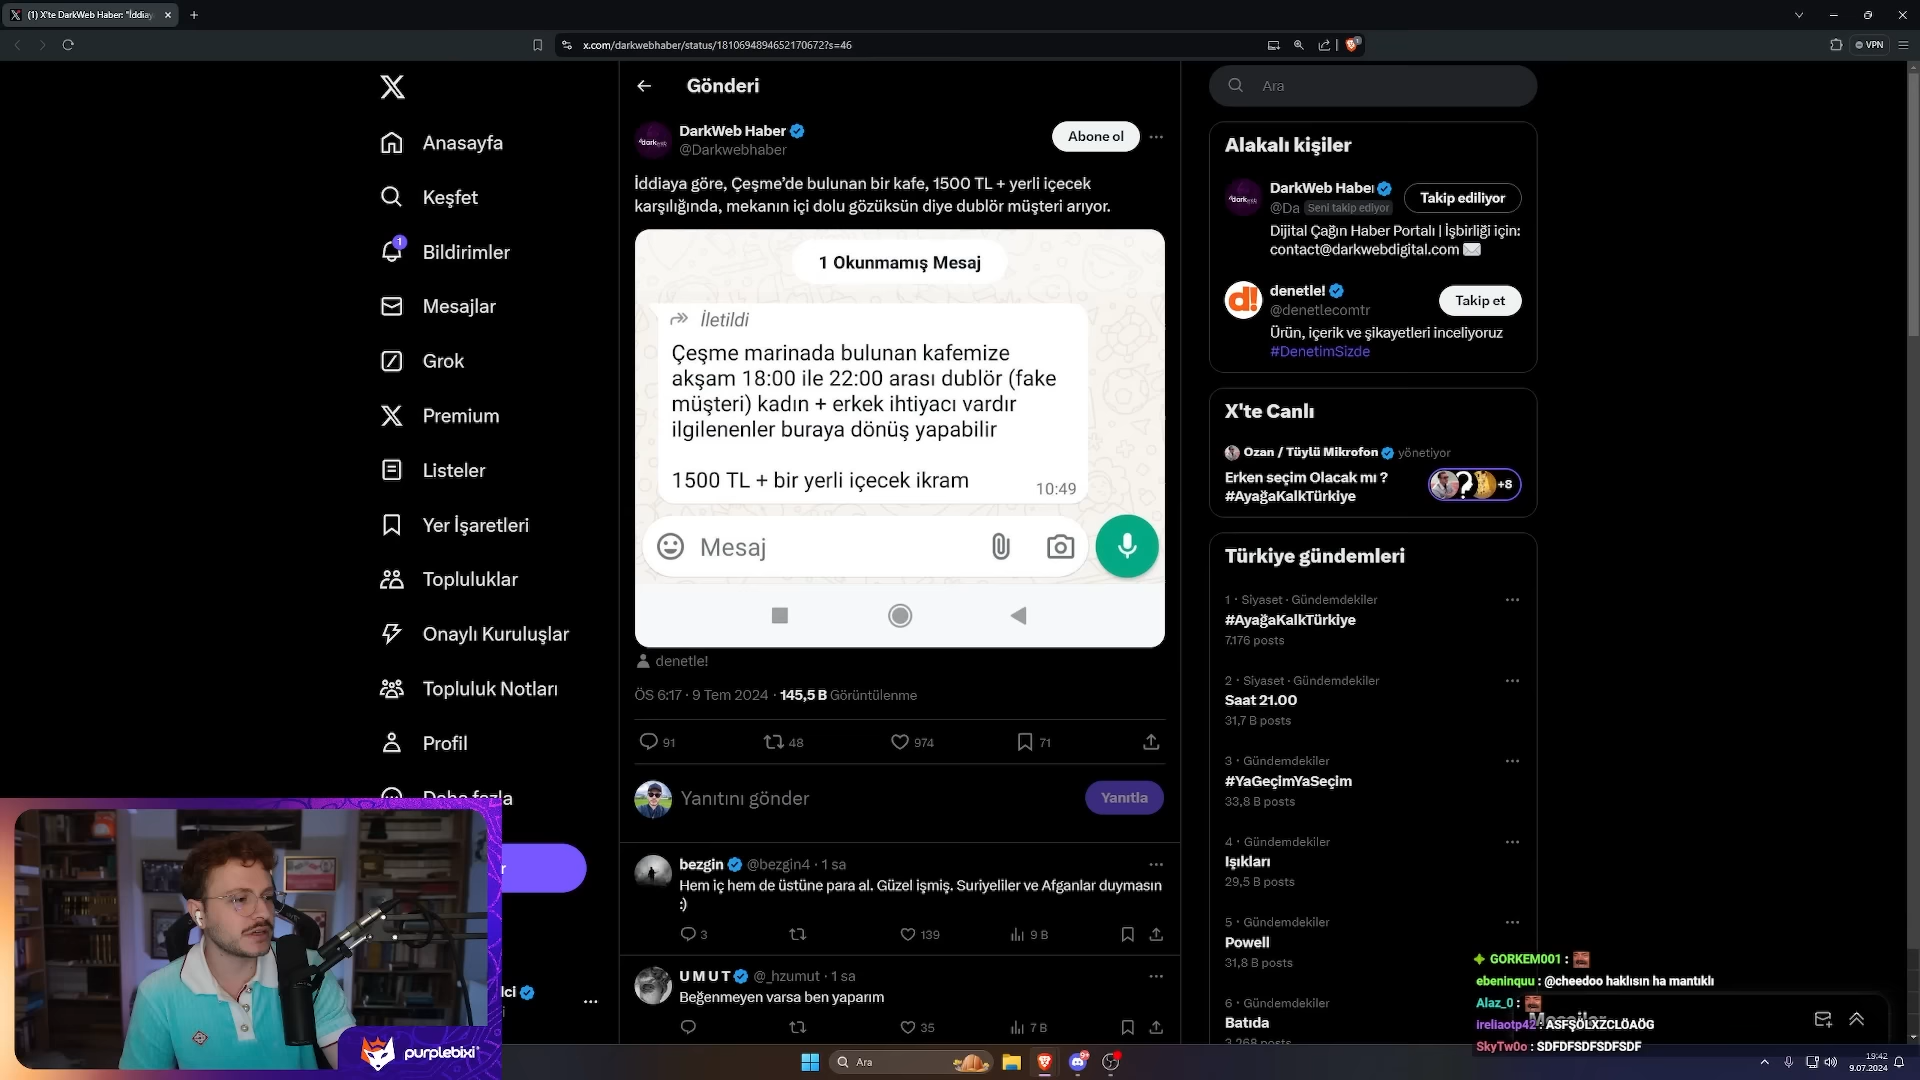 (1) X'te DarkWeb Haber: "İddiay
x.com/darkwebhaber/status/1810694894652170672?s=46
VPN
Anasayfa
Keşfet
1
Bildirimler
Mesajlar
Grok
Premium
Listeler
Yer İşaretleri
Topluluklar
Onaylı Kuruluşlar
Topluluk Notları
Profil
Daha fazla
Gönderi
DarkWeb Haber
@Darkwebhaber
Abone ol
İddiaya göre, Çeşme'de bulunan bir kafe, 1500 TL + yerli içecek
karşılığında, mekanın içi dolu gözüksün diye dublör müşteri arıyor.
1 Okunmamış Mesaj
İletildi
Çeşme marinada bulunan kafemize
akşam 18:00 ile 22:00 arası dublör (fake
müşteri) kadın + erkek ihtiyacı vardır
ilgilenenler buraya dönüş yapabilir
1500 TL + bir yerli içecek ikram
10:49
Mesaj
denetle!
ÖS 6:17 · 9 Tem 2024 · 145,5 B Görüntülenme
91 48 974 71
Yanıtını gönder
Yanıtla
bezgin @bezgin4 · 1 sa
Hem iç hem de üstüne para al. Güzel işmiş. Suriyeliler ve Afganlar duymasın
:)
3 139 9 B
U M U T @_hzumut · 1 sa
Beğenmeyen varsa ben yaparım
35 7 B
Ara
Alakalı kişiler
DarkWeb Haber
@Da Seni takip ediyor
Takip ediliyor
Dijital Çağın Haber Portalı | İşbirliği için:
contact@darkwebdigital.com
d!
denetle!
@denetlecomtr
Takip et
Ürün, içerik ve şikayetleri inceliyoruz
#DenetimSizde
X'te Canlı
Ozan / Tüylü Mikrofon yönetiyor
Erken seçim Olacak mı ?
#AyağaKalkTürkiye
+8
Türkiye gündemleri
1 · Siyaset · Gündemdekiler
#AyağaKalkTürkiye
7.176 posts
2 · Siyaset · Gündemdekiler
Saat 21.00
31,7 B posts
3 · Gündemdekiler
#YaGeçimYaSeçim
33,8 B posts
4 · Gündemdekiler
Işıkları
29,5 B posts
5 · Gündemdekiler
Powell
31,8 B posts
6 · Gündemdekiler
Batıda
3.268 posts
GORKEM001 :
ebeninquu : @cheedoo haklısın ha mantıklı
Alaz_0 :
Mesajlar
ireliaotp42 : ASFŞÖLXZCLÖAÖG
SkyTw0o : SDFDFSDFSDFSDF
lci
purplebixi
Ara
19:42
9.07.2024